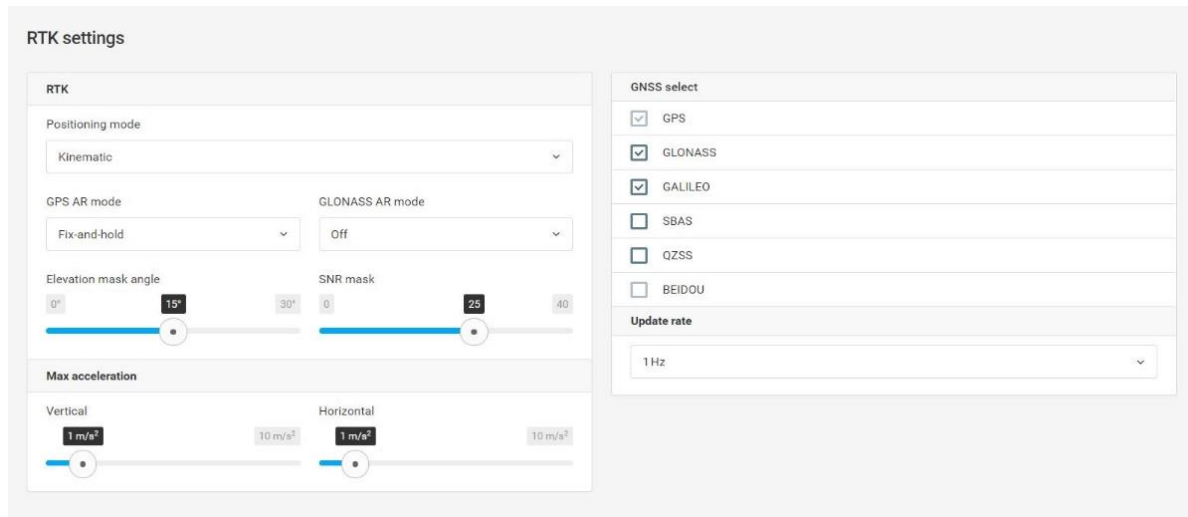 RTK settings
RTK
Positioning mode
Kinematic
GPS AR mode GLONASS AR mode
Fix-and-hold Off
Elevation mask angle SNR mask
0° 15° 30° 0 25 40
Max acceleration
Vertical Horizontal
1 m/s² 10 m/s² 1 m/s² 10 m/s²
GNSS select
GPS
GLONASS
GALILEO
SBAS
QZSS
BEIDOU
Update rate
1 Hz